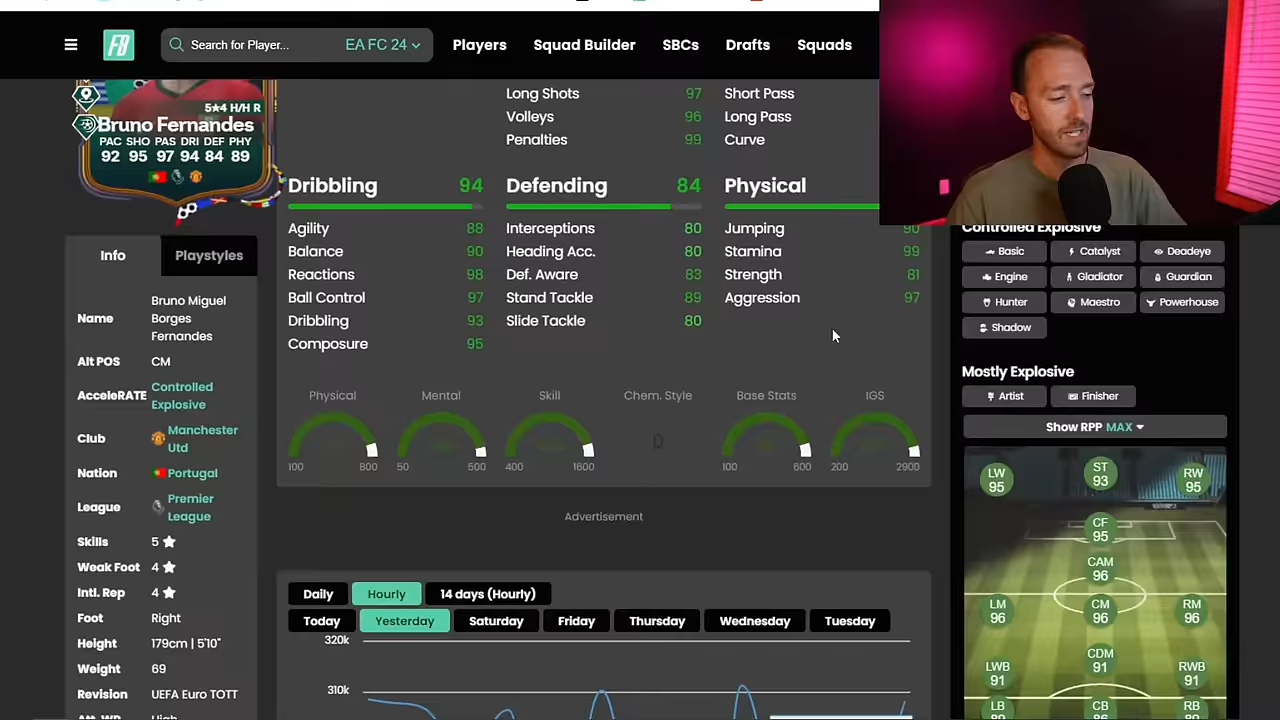 FB
Search for Player...
EA FC 24
Players
Squad Builder
SBCs
Drafts
Squads
5★4 H/H R
Bruno Fernandes
PAC SHO PAS DRI DEF PHY
92 95 97 94 84 89
Long Shots 97
Volleys 96
Penalties 99
Short Pass
Long Pass
Curve
Dribbling 94
Agility 88
Balance 90
Reactions 98
Ball Control 97
Dribbling 93
Composure 95
Defending 84
Interceptions 80
Heading Acc. 80
Def. Aware 83
Stand Tackle 89
Slide Tackle 80
Physical
Jumping 90
Stamina 99
Strength 81
Aggression 97
Info
Playstyles
Name Bruno Miguel
Borges
Fernandes
Alt POS CM
AcceleRATE Controlled
Explosive
Club Manchester
Utd
Nation Portugal
League Premier
League
Skills 5 ★
Weak Foot 4 ★
Intl. Rep 4 ★
Foot Right
Height 179cm | 5'10"
Weight 69
Revision UEFA Euro TOTT
Att. WR High
Physical
100 800
Mental
50 500
Skill
400 1600
Chem. Style
0
Base Stats
100 600
IGS
200 2900
Advertisement
Daily
Hourly
14 days (Hourly)
Today
Yesterday
Saturday
Friday
Thursday
Wednesday
Tuesday
320k
310k
Controlled Explosive
Basic
Catalyst
Deadeye
Engine
Gladiator
Guardian
Hunter
Maestro
Powerhouse
Shadow
Mostly Explosive
Artist
Finisher
Show RPP MAX
LW
95
ST
93
RW
95
CF
95
CAM
96
LM
96
CM
96
RM
96
CDM
91
LWB
91
RWB
91
LB
CB
RB